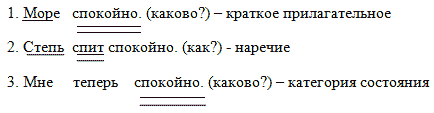 1. Море спокойно. (каково?) – краткое прилагательное
2. Степь спит спокойно. (как?) - наречие
3. Мне теперь спокойно. (каково?) – категория состояния